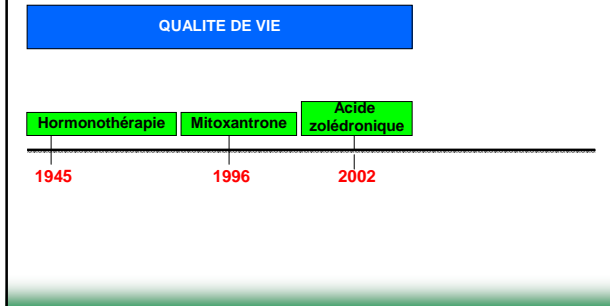 QUALITE DE VIE
Hormonothérapie
Mitoxantrone
Acide
zolédronique
1945
1996
2002